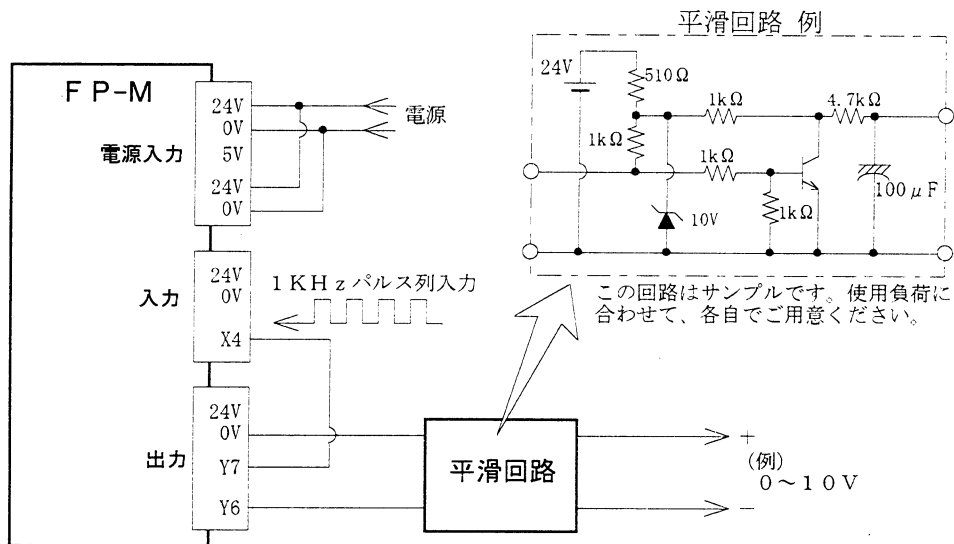 平滑回路 例
24V
510Ω
1kΩ
4.7kΩ
1kΩ
1kΩ
1kΩ
10V
100μF
この回路はサンプルです。使用負荷に
合わせて、各自でご用意ください。
FP-M
24V
0V
電源
電源入力
5V
24V
0V
24V
0V
入力
1KHzパルス列入力
X4
24V
0V
出力
Y7
Y6
平滑回路
+
(例)
0~10V
-